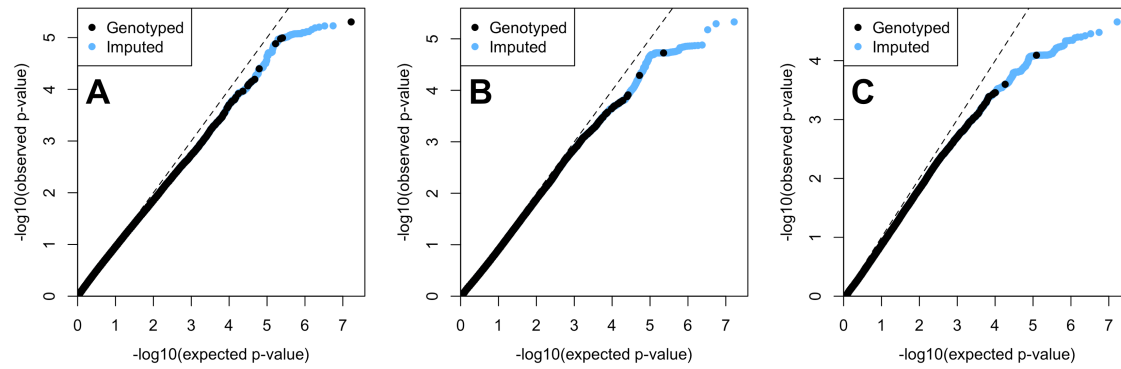 Genotyped
Imputed
A
-log10(observed p-value)
0 1 2 3 4 5
0 1 2 3 4 5 6 7
-log10(expected p-value)
Genotyped
Imputed
B
-log10(observed p-value)
0 1 2 3 4 5
0 1 2 3 4 5 6 7
-log10(expected p-value)
Genotyped
Imputed
C
-log10(observed p-value)
0 1 2 3 4
0 1 2 3 4 5 6 7
-log10(expected p-value)